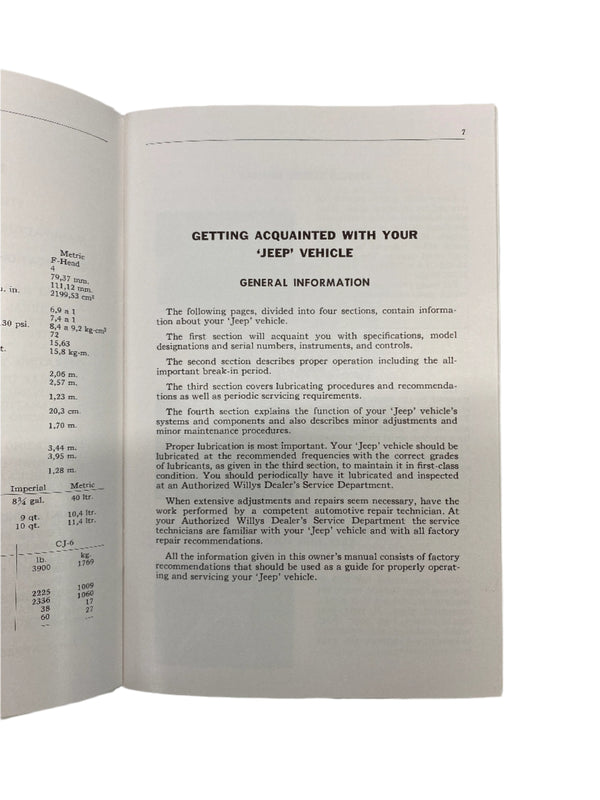 Metric
F-Head
4
79,37 mm.
111,12 mm.
u. in. 2199,53 cm²
6,9 a 1
7,4 a 1
130 psi. 8,4 a 9,2 kg-cm²
72
15,63
t. 15,8 kg-m.
2,06 m.
2,57 m.
1,23 m.
20,3 cm.
1,70 m.
3,44 m.
3,95 m.
1,28 m.
Imperial Metric
8¾ gal. 40 ltr.
9 qt. 10,4 ltr.
10 qt. 11,4 ltr.
CJ-6
lb. kg.
3900 1769
2225 1009
2336 1060
38 17
60 27
-- ---
7
GETTING ACQUAINTED WITH YOUR
‘JEEP’ VEHICLE
GENERAL INFORMATION
The following pages, divided into four sections, contain informa-
tion about your ‘Jeep’ vehicle.
The first section will acquaint you with specifications, model
designations and serial numbers, instruments, and controls.
The second section describes proper operation including the all-
important break-in period.
The third section covers lubricating procedures and recommenda-
tions as well as periodic servicing requirements.
The fourth section explains the function of your ‘Jeep’ vehicle’s
systems and components and also describes minor adjustments and
minor maintenance procedures.
Proper lubrication is most important. Your ‘Jeep’ vehicle should be
lubricated at the recommended frequencies with the correct grades
of lubricants, as given in the third section, to maintain it in first-class
condition. You should periodically have it lubricated and inspected
at an Authorized Willys Dealer’s Service Department.
When extensive adjustments and repairs seem necessary, have the
work performed by a competent automotive repair technician. At
your Authorized Willys Dealer’s Service Department the service
technicians are familiar with your ‘Jeep’ vehicle and with all factory
repair recommendations.
All the information given in this owner’s manual consists of factory
recommendations that should be used as a guide for properly operat-
ing and servicing your ‘Jeep’ vehicle.